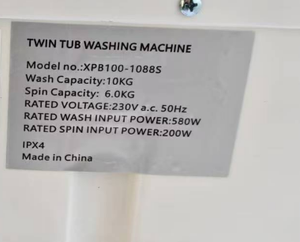 TWIN TUB WASHING MACHINE
Model no.:XPB100-1088S
Wash Capacity:10KG
Spin Capacity: 6.0KG
RATED VOLTAGE:230V a.c. 50Hz
RATED WASH INPUT POWER:580W
RATED SPIN INPUT POWER:200W
IPX4
Made in China